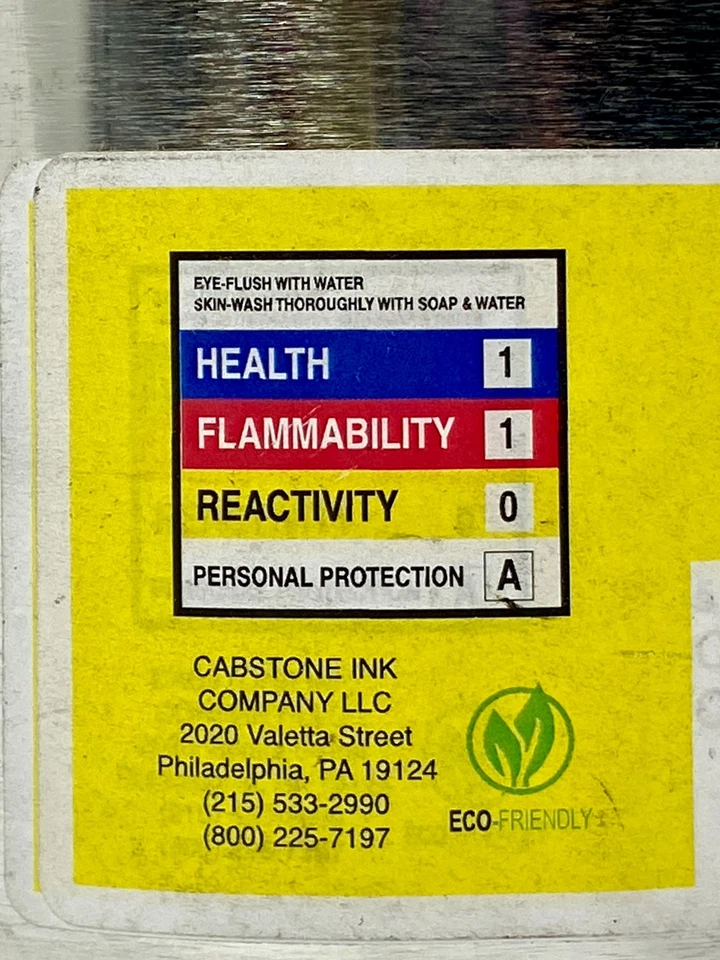 EYE-FLUSH WITH WATER
SKIN-WASH THOROUGHLY WITH SOAP & WATER
HEALTH 1
FLAMMABILITY 1
REACTIVITY 0
PERSONAL PROTECTION A
CABSTONE INK
COMPANY LLC
2020 Valetta Street
Philadelphia, PA 19124
(215) 533-2990
(800) 225-7197
ECO-FRIENDLY